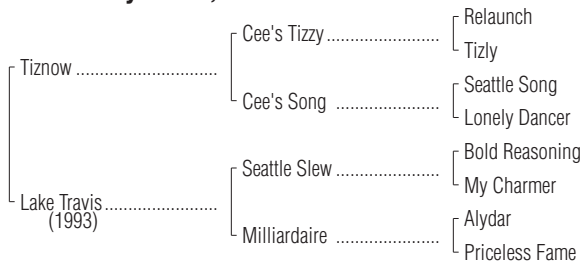 Relaunch
Cee's Tizzy ........................
Tizly
Tiznow ..............................
Seattle Song
Cee's Song ......................
Lonely Dancer
Bold Reasoning
Seattle Slew ......................
My Charmer
Lake Travis ........................
(1993)
Alydar
Milliardaire ......................
Priceless Fame